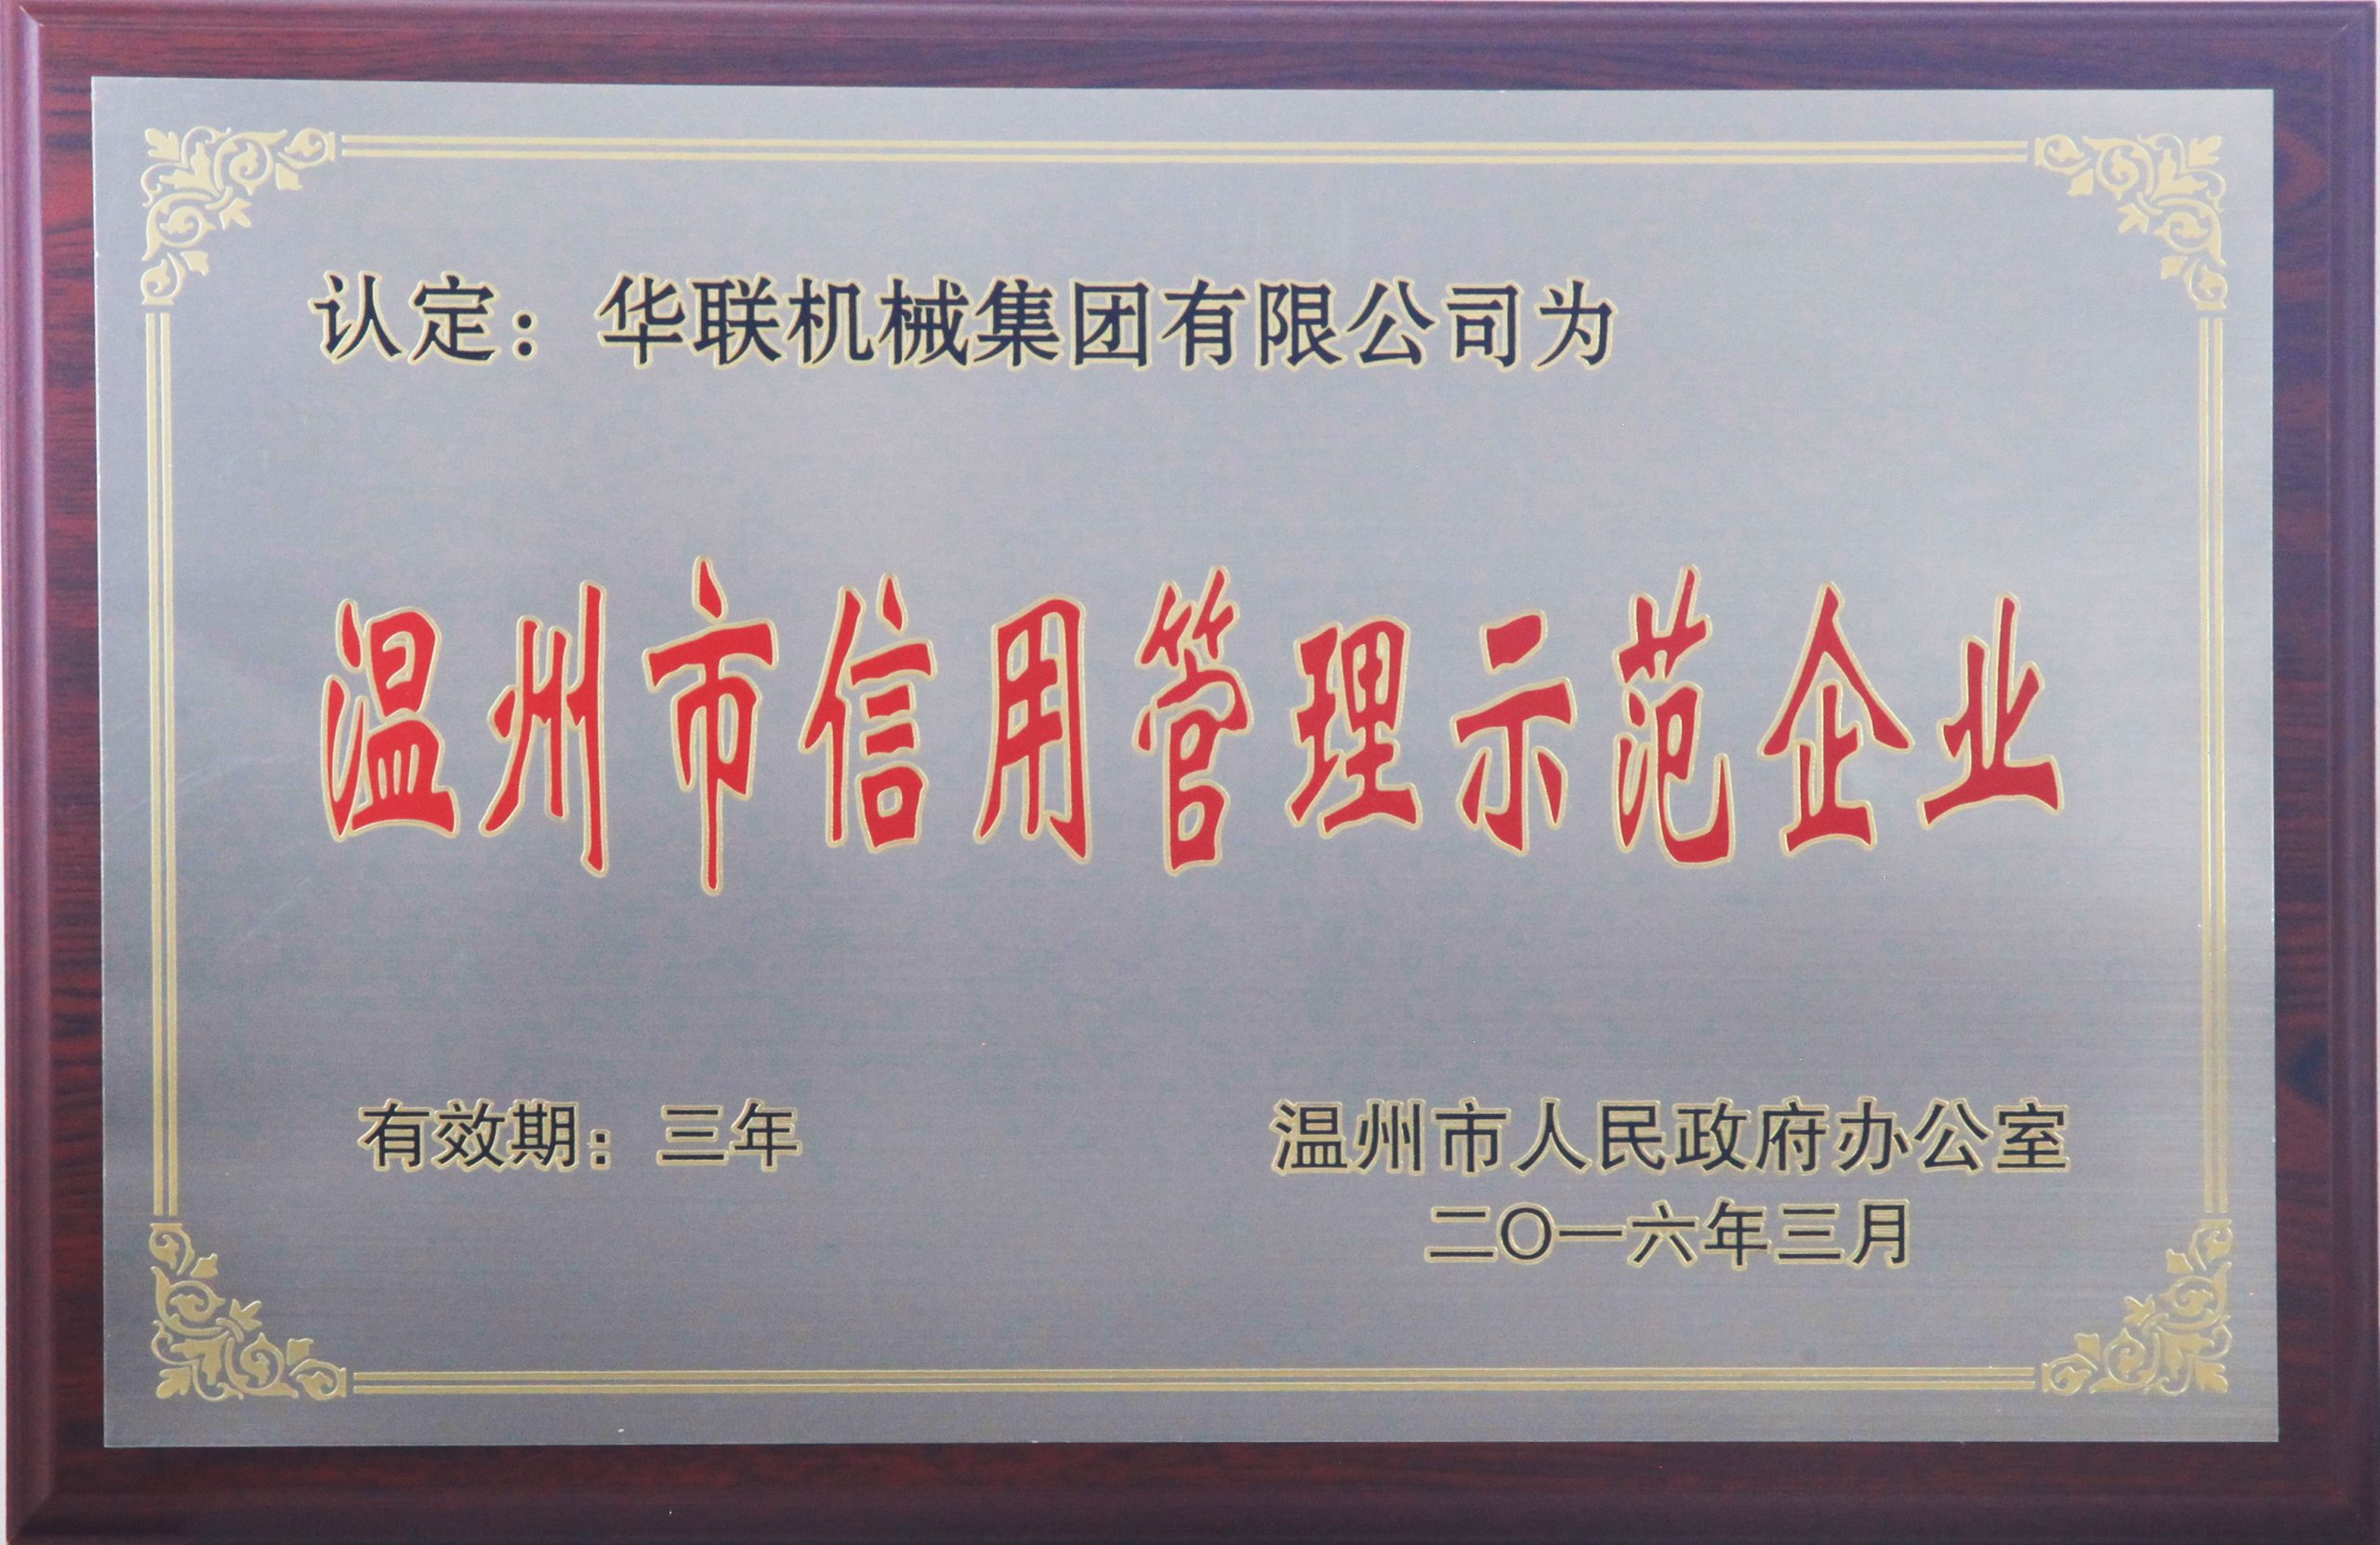 认定：华联机械集团有限公司为
温州市信用管理示范企业
有效期：三年
温州市人民政府办公室
二〇一六年三月